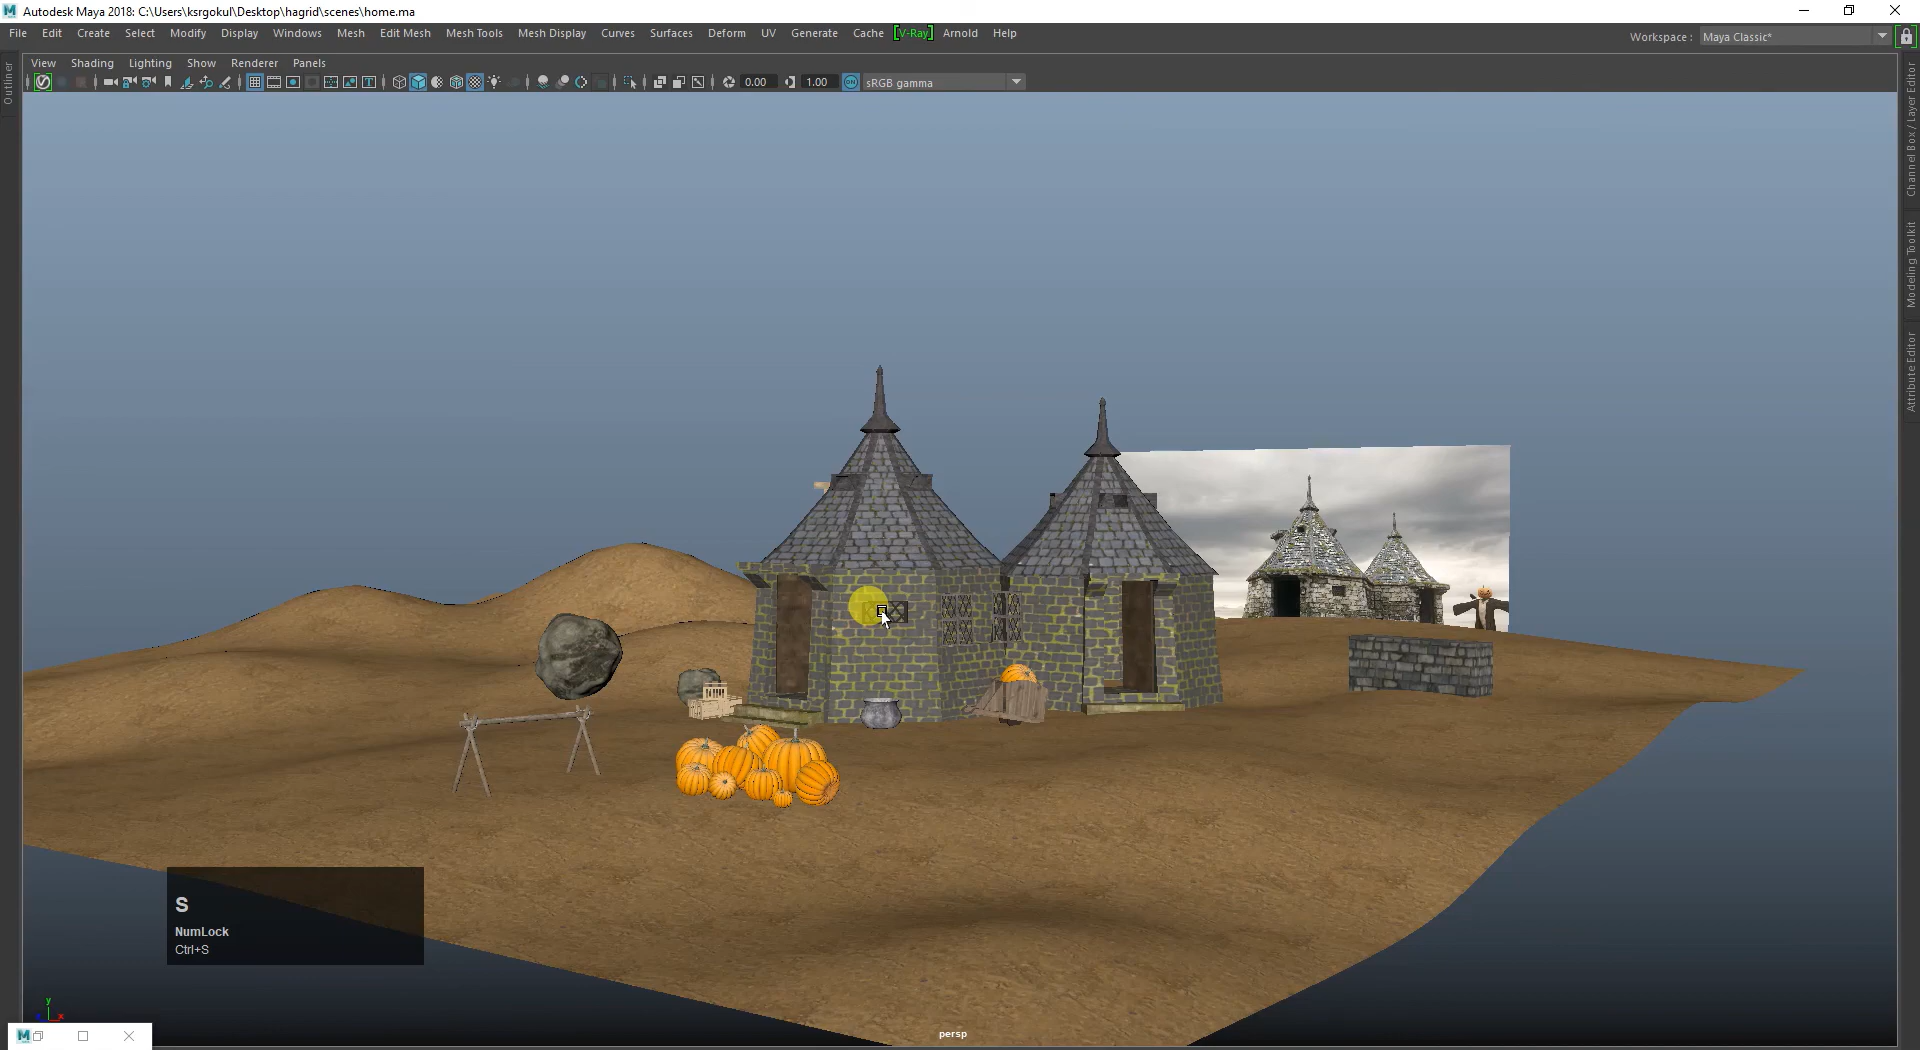 Autodesk Maya 2018: C:\Users\ksrgokul\Desktop\hagrid\scenes\home.ma
File Edit Create Select Modify Display Windows Mesh Edit Mesh Mesh Tools Mesh Display Curves Surfaces Deform UV Generate Cache [V-Ray] Arnold Help
Workspace : Maya Classic*
View Shading Lighting Show Renderer Panels
0.00 1.00 ON sRGB gamma
Outliner
Channel Box / Layer Editor
Modeling Toolkit
Attribute Editor
S
NumLock
Ctrl+S
y
x
persp